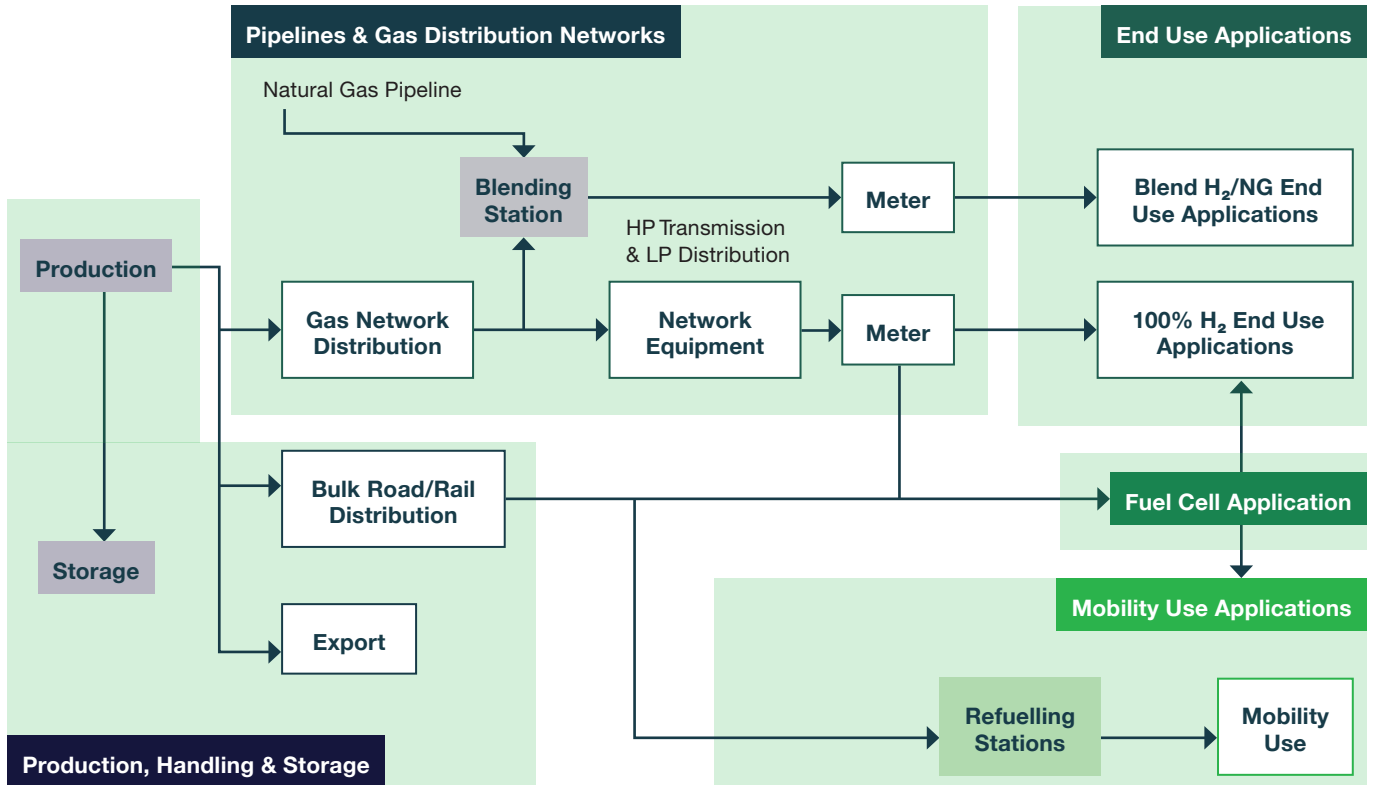 Pipelines & Gas Distribution Networks
End Use Applications
Natural Gas Pipeline
Blending
Station
Meter
Blend H₂/NG End
Use Applications
HP Transmission
& LP Distribution
Production
Gas Network
Distribution
Network
Equipment
Meter
100% H₂ End Use
Applications
Bulk Road/Rail
Distribution
Fuel Cell Application
Storage
Mobility Use Applications
Export
Refuelling
Stations
Mobility
Use
Production, Handling & Storage